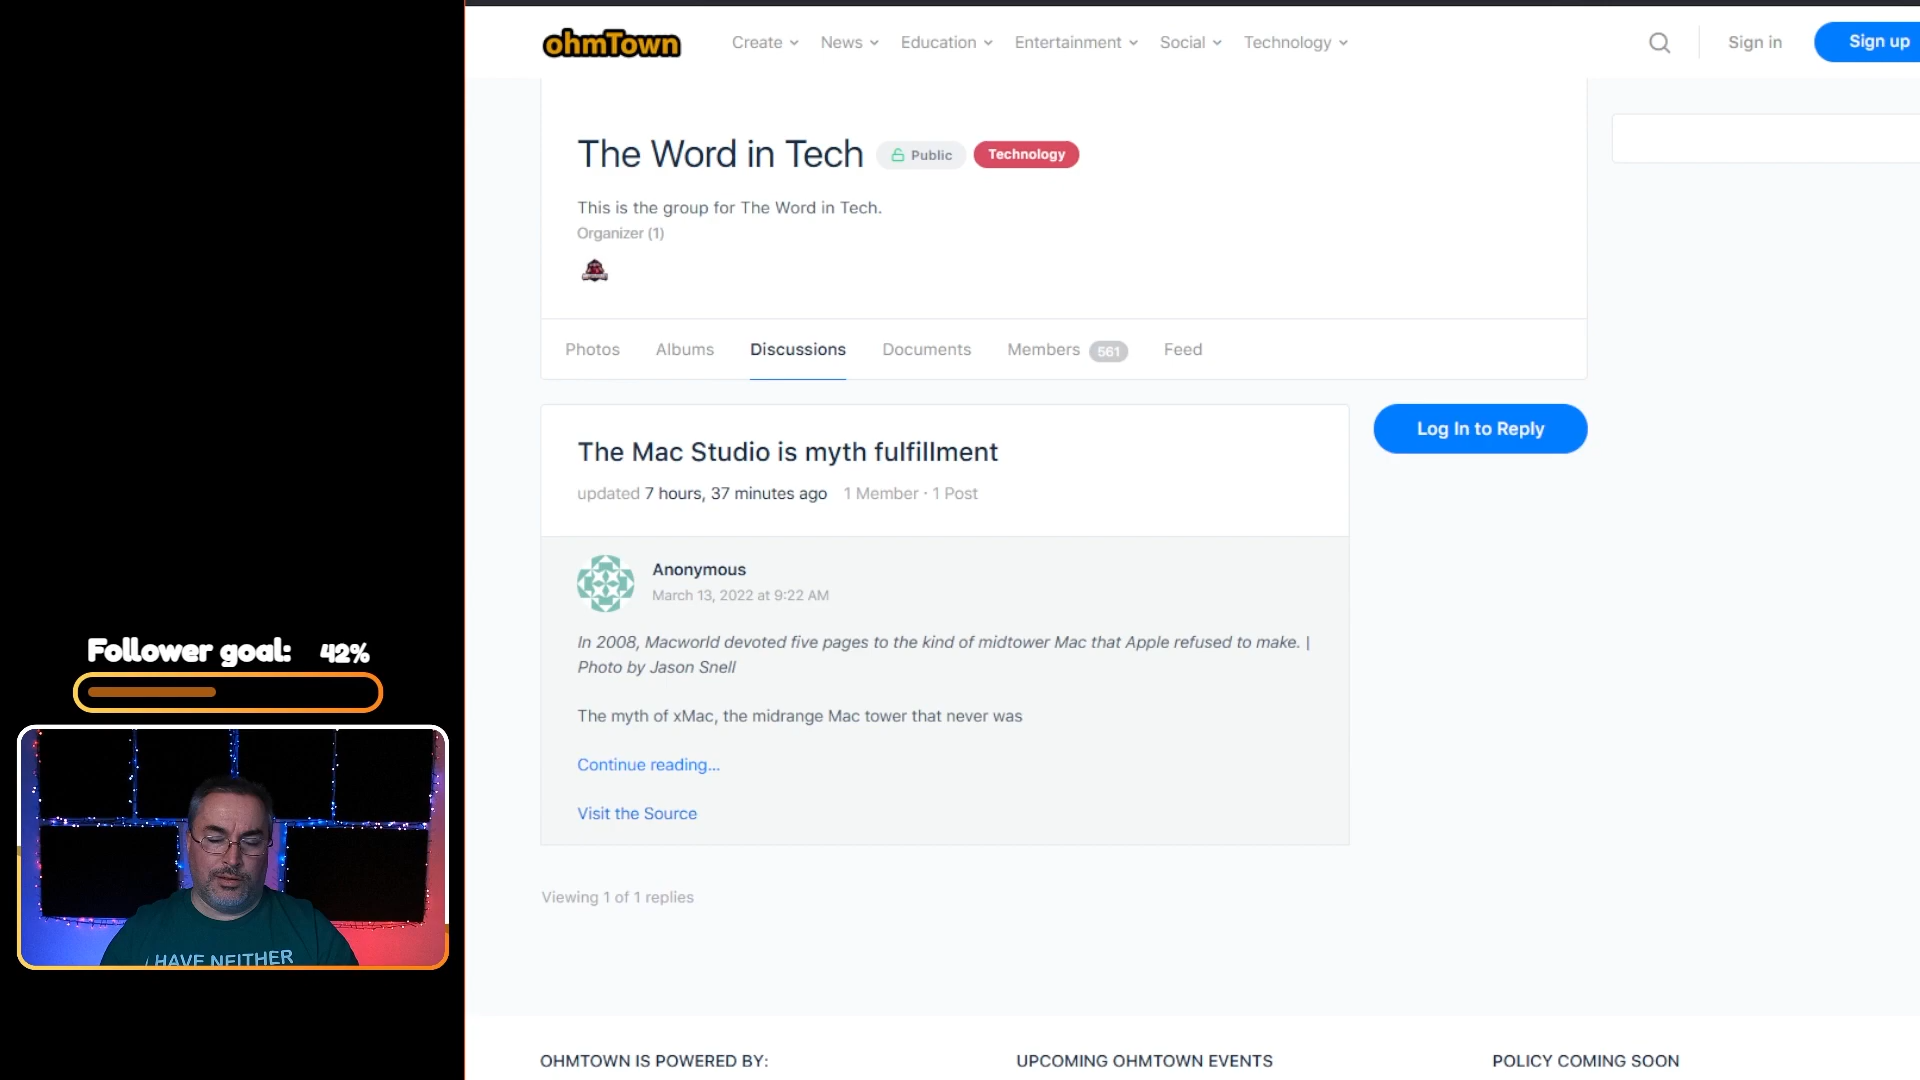 ohmTown
Create
News
Education
Entertainment
Social
Technology
Sign in
Sign up
The Word in Tech
Public
Technology
This is the group for The Word in Tech.
Organizer (1)
Photos
Albums
Discussions
Documents
Members 561
Feed
The Mac Studio is myth fulfillment
Log In to Reply
updated 7 hours, 37 minutes ago 1 Member · 1 Post
Anonymous
March 13, 2022 at 9:22 AM
In 2008, Macworld devoted five pages to the kind of midtower Mac that Apple refused to make. |
Photo by Jason Snell
The myth of xMac, the midrange Mac tower that never was
Continue reading...
Visit the Source
Viewing 1 of 1 replies
OHMTOWN IS POWERED BY:
UPCOMING OHMTOWN EVENTS
POLICY COMING SOON
Follower goal: 42%
I HAVE NEITHER